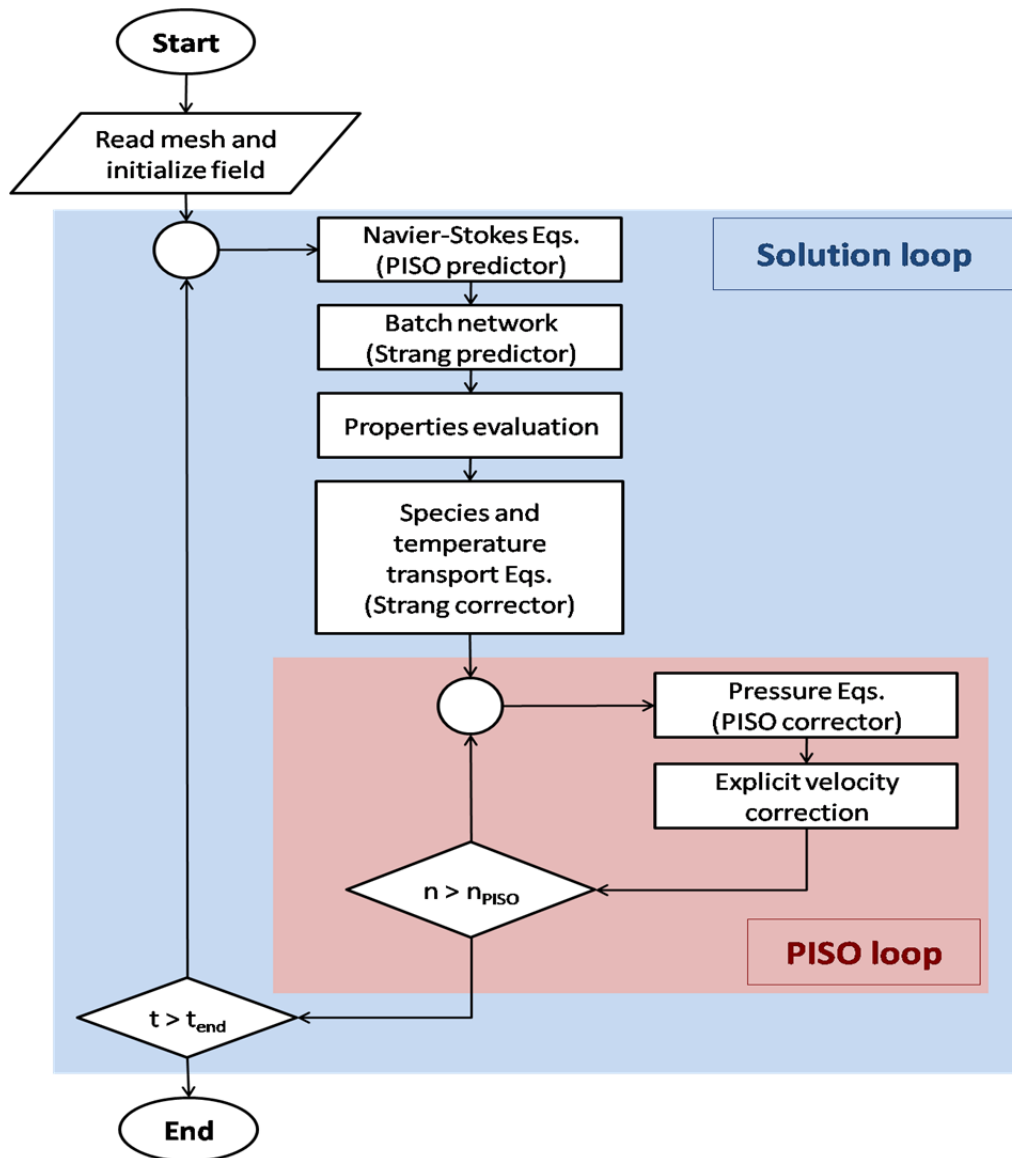 Start
Read mesh and
initialize field
Solution loop
Navier-Stokes Eqs.
(PISO predictor)
Batch network
(Strang predictor)
Properties evaluation
Species and
temperature
transport Eqs.
(Strang corrector)
Pressure Eqs.
(PISO corrector)
Explicit velocity
correction
n > nPISO
PISO loop
t > tend
End